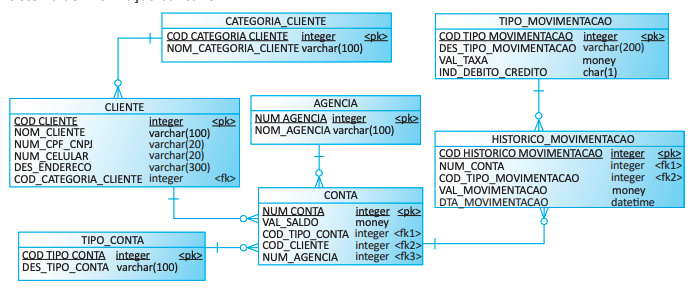 CATEGORIA_CLIENTE
COD CATEGORIA CLIENTE integer <pk>
NOM_CATEGORIA_CLIENTE varchar(100)
TIPO_MOVIMENTACAO
COD TIPO MOVIMENTACAO integer <pk>
DES_TIPO_MOVIMENTACAO varchar(200)
VAL_TAXA money
IND_DEBITO_CREDITO char(1)
CLIENTE
COD CLIENTE integer <pk>
NOM_CLIENTE varchar(100)
NUM_CPF_CNPJ varchar(20)
NUM_CELULAR varchar(20)
DES_ENDERECO varchar(300)
COD_CATEGORIA_CLIENTE integer <fk>
AGENCIA
NUM AGENCIA integer <pk>
NOM_AGENCIA varchar(100)
HISTORICO_MOVIMENTACAO
COD HISTORICO MOVIMENTACAO integer <pk>
NUM_CONTA integer <fk1>
COD_TIPO_MOVIMENTACAO integer <fk2>
VAL_MOVIMENTACAO money
DTA_MOVIMENTACAO datetime
CONTA
NUM CONTA integer <pk>
VAL_SALDO money
COD_TIPO_CONTA integer <fk1>
COD_CLIENTE integer <fk2>
NUM_AGENCIA integer <fk3>
TIPO_CONTA
COD TIPO CONTA integer <pk>
DES_TIPO_CONTA varchar(100)